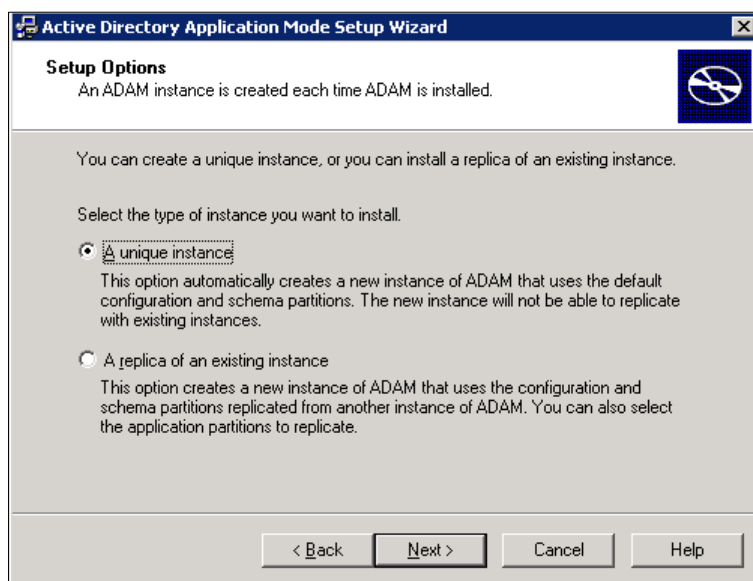 Active Directory Application Mode Setup Wizard
Setup Options
An ADAM instance is created each time ADAM is installed.
You can create a unique instance, or you can install a replica of an existing instance.
Select the type of instance you want to install.
A unique instance
This option automatically creates a new instance of ADAM that uses the default
configuration and schema partitions. The new instance will not be able to replicate
with existing instances.
A replica of an existing instance
This option creates a new instance of ADAM that uses the configuration and
schema partitions replicated from another instance of ADAM. You can also select
the application partitions to replicate.
< Back Next > Cancel Help